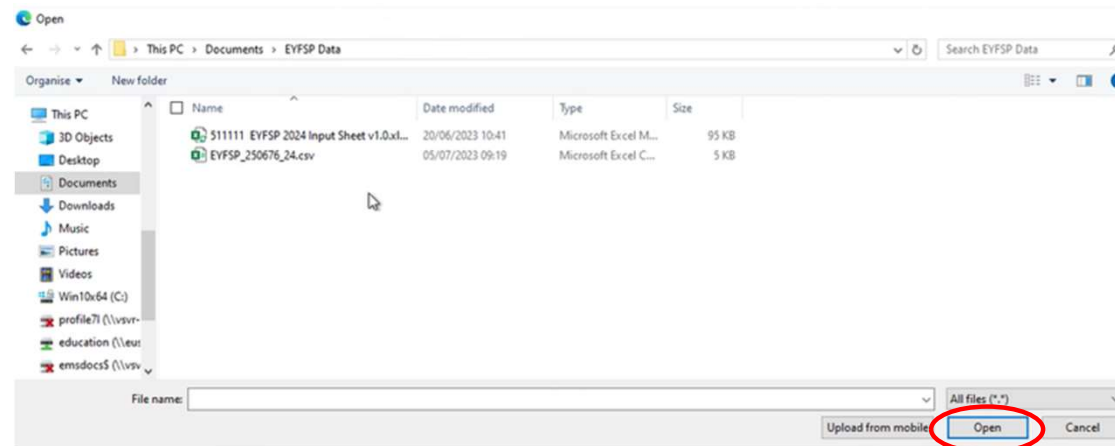 Open
This PC > Documents > EYFSP Data
Search EYFSP Data
Organise
New folder
This PC
3D Objects
Desktop
Documents
Downloads
Music
Pictures
Videos
Win10x64 (C:)
profile7l (\\vsvr-
education (\\eus
emsdocs$ (\\vsv
Name Date modified Type Size
511111 EYFSP 2024 Input Sheet v1.0.xl... 20/06/2023 10:41 Microsoft Excel M... 95 KB
EYFSP_250676_24.csv 05/07/2023 09:19 Microsoft Excel C... 5 KB
File name:
All files (*.*)
Upload from mobile
Open
Cancel